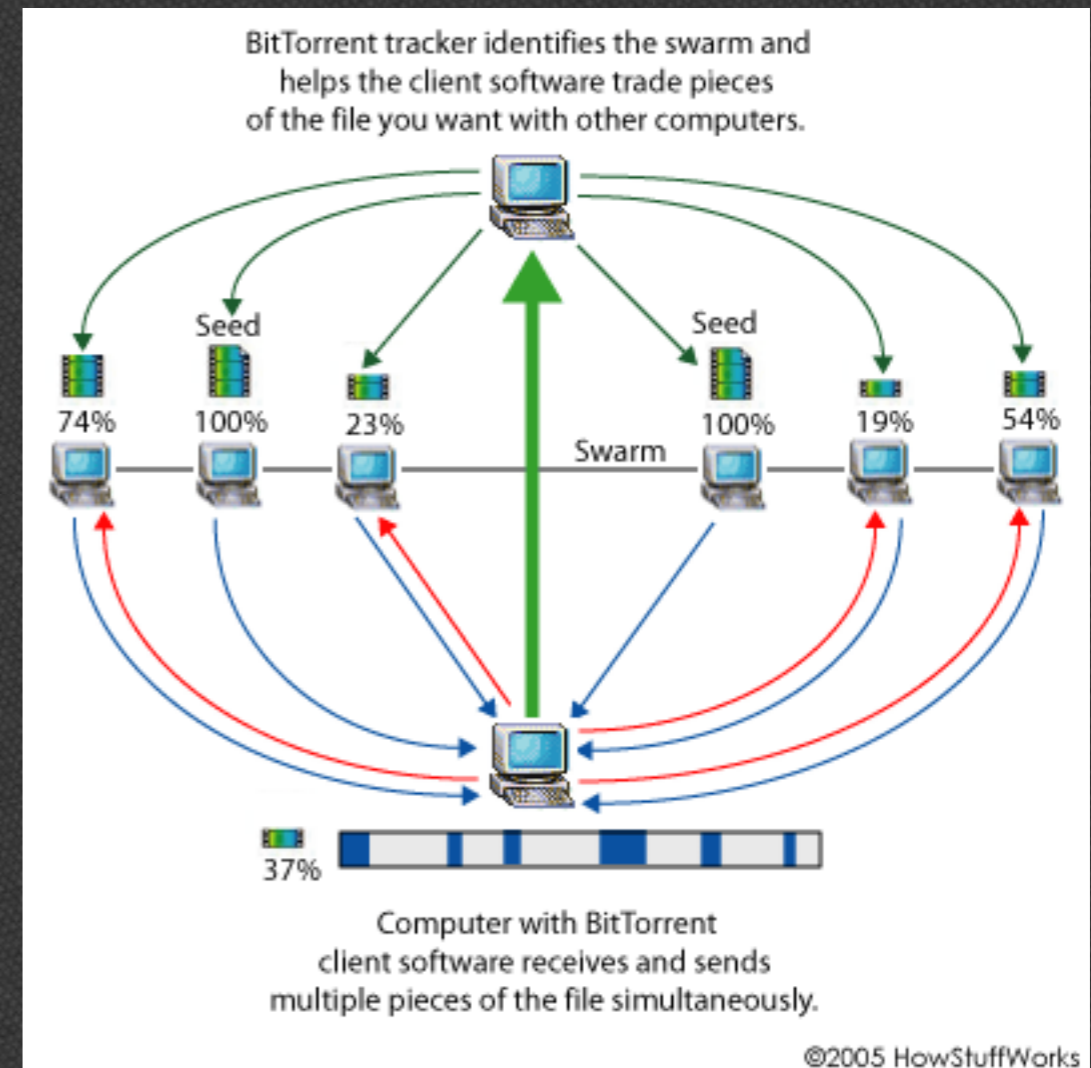 BitTorrent tracker identifies the swarm and
helps the client software trade pieces
of the file you want with other computers.
Seed
Seed
74%
100%
23%
100%
19%
54%
Swarm
37%
Computer with BitTorrent
client software receives and sends
multiple pieces of the file simultaneously.
©2005 HowStuffWorks